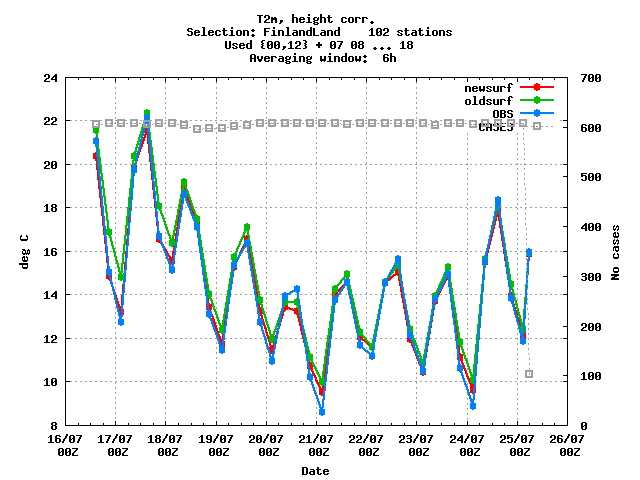 T2m, height corr.
Selection: FinlandLand    102 stations
Used {00,12} + 07 08 ... 18
Averaging window:  6h
24
22
20
18
16
14
12
10
8
deg C
700
600
500
400
300
200
100
0
No cases
newsurf
oldsurf
OBS
CASES
16/07 17/07 18/07 19/07 20/07 21/07 22/07 23/07 24/07 25/07 26/07
00Z 00Z 00Z 00Z 00Z 00Z 00Z 00Z 00Z 00Z 00Z
Date